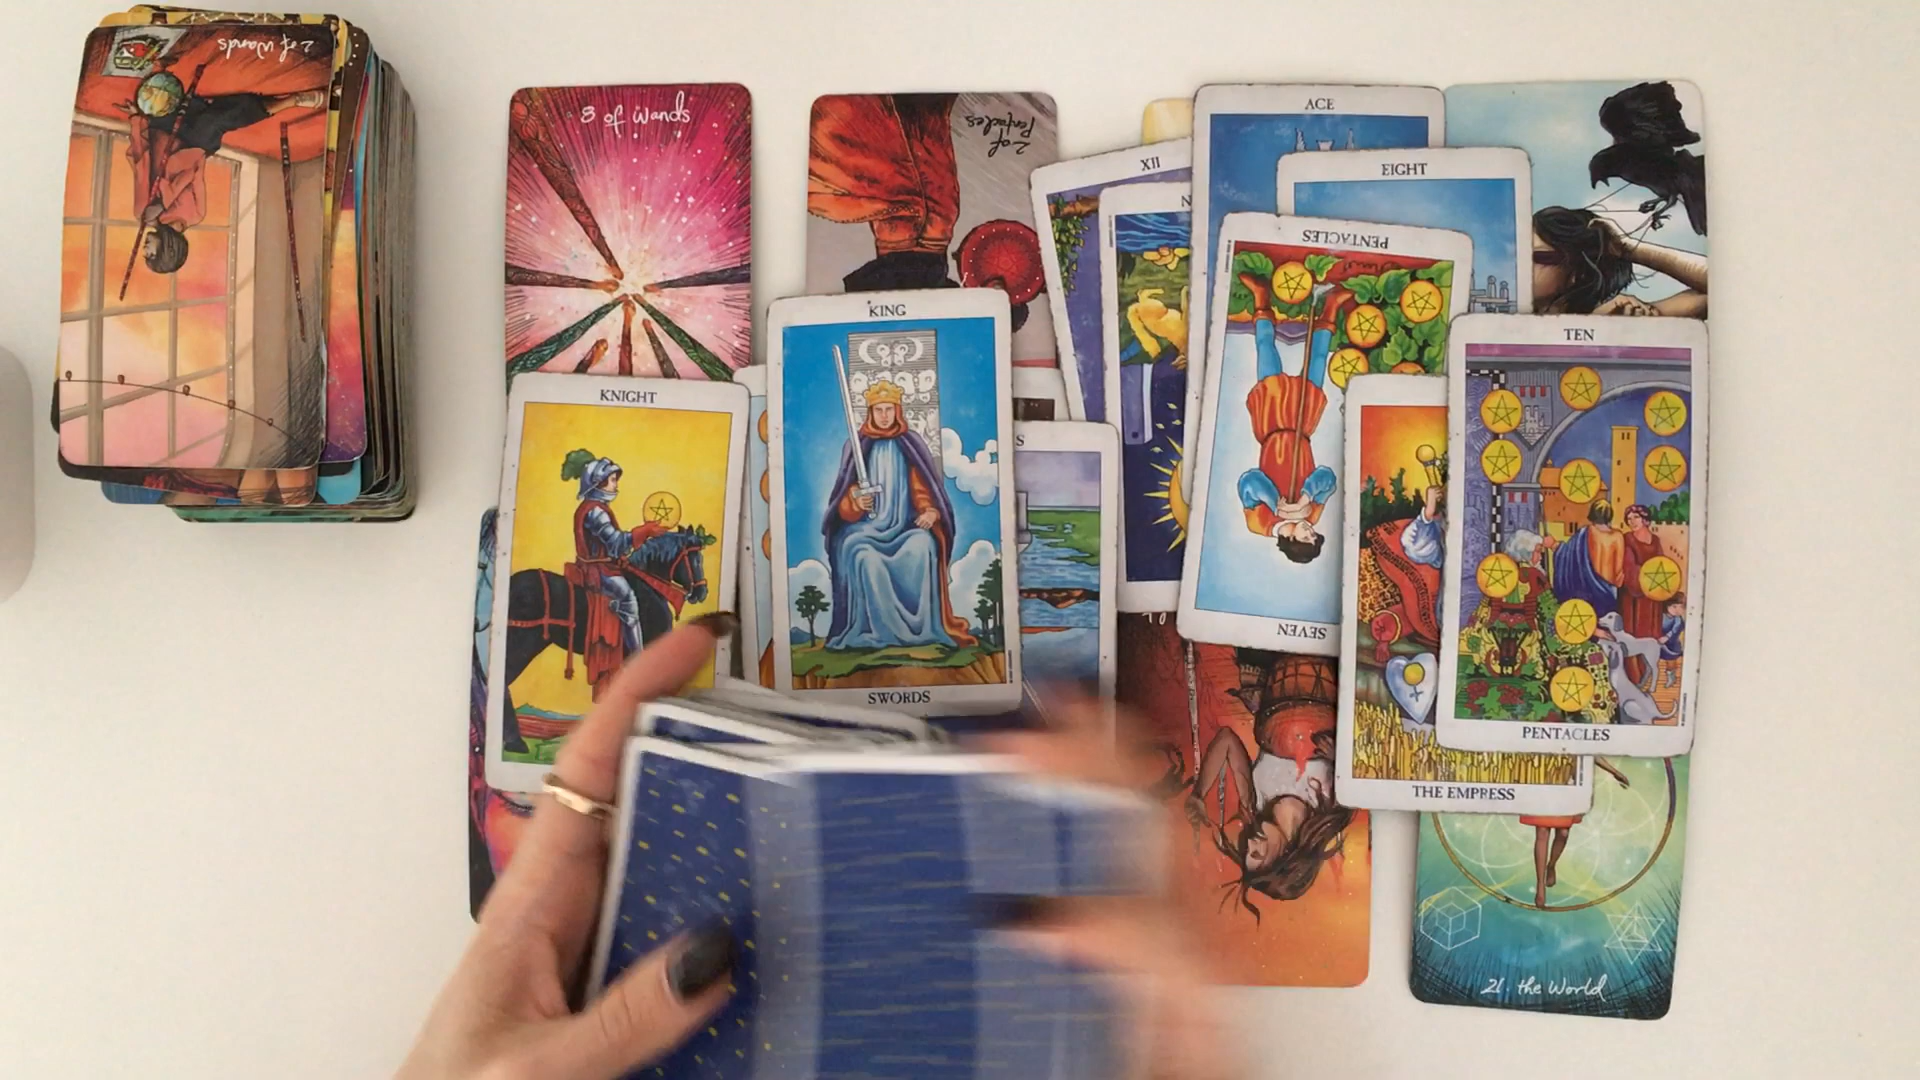 2 of Wands
8 of Wands
2 of
Pentacles
XII
ACE
EIGHT
N
PENTACLES
SEVEN
KING
SWORDS
KNIGHT
S
TEN
PENTACLES
THE EMPRESS
21. the World